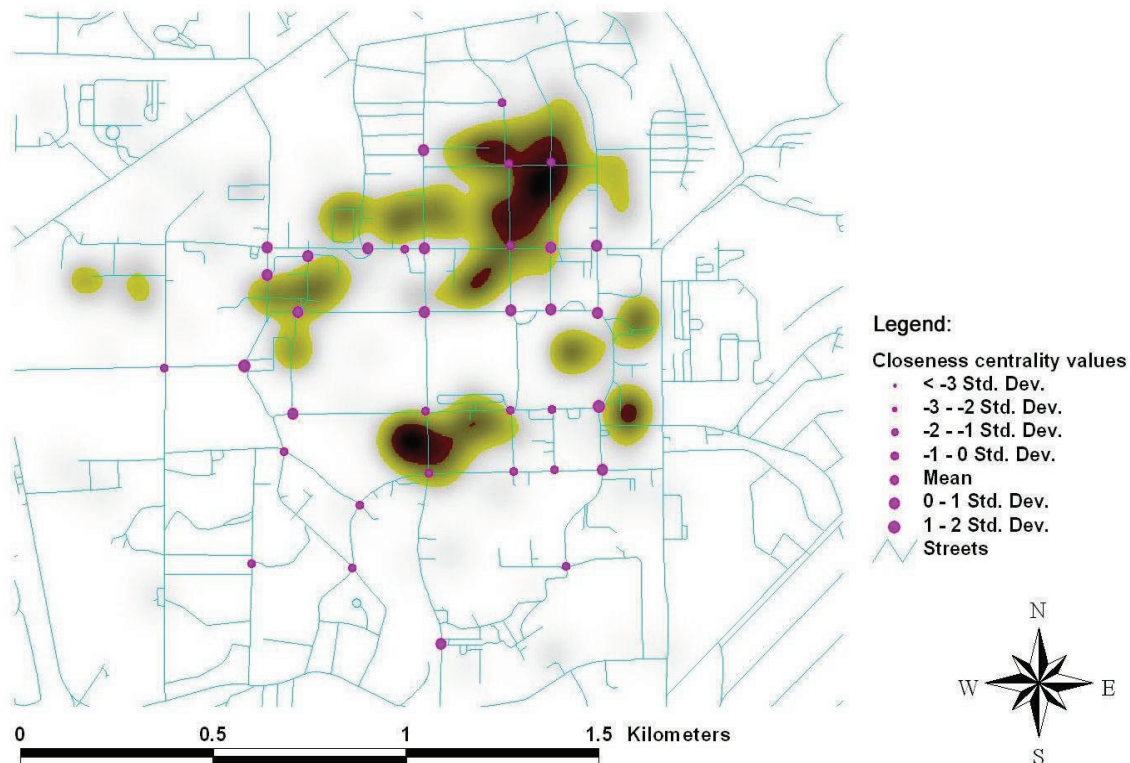 Legend:
Closeness centrality values
< -3 Std. Dev.
-3 - -2 Std. Dev.
-2 - -1 Std. Dev.
-1 - 0 Std. Dev.
Mean
0 - 1 Std. Dev.
1 - 2 Std. Dev.
Streets
N
W E
S
0 0.5 1 1.5 Kilometers